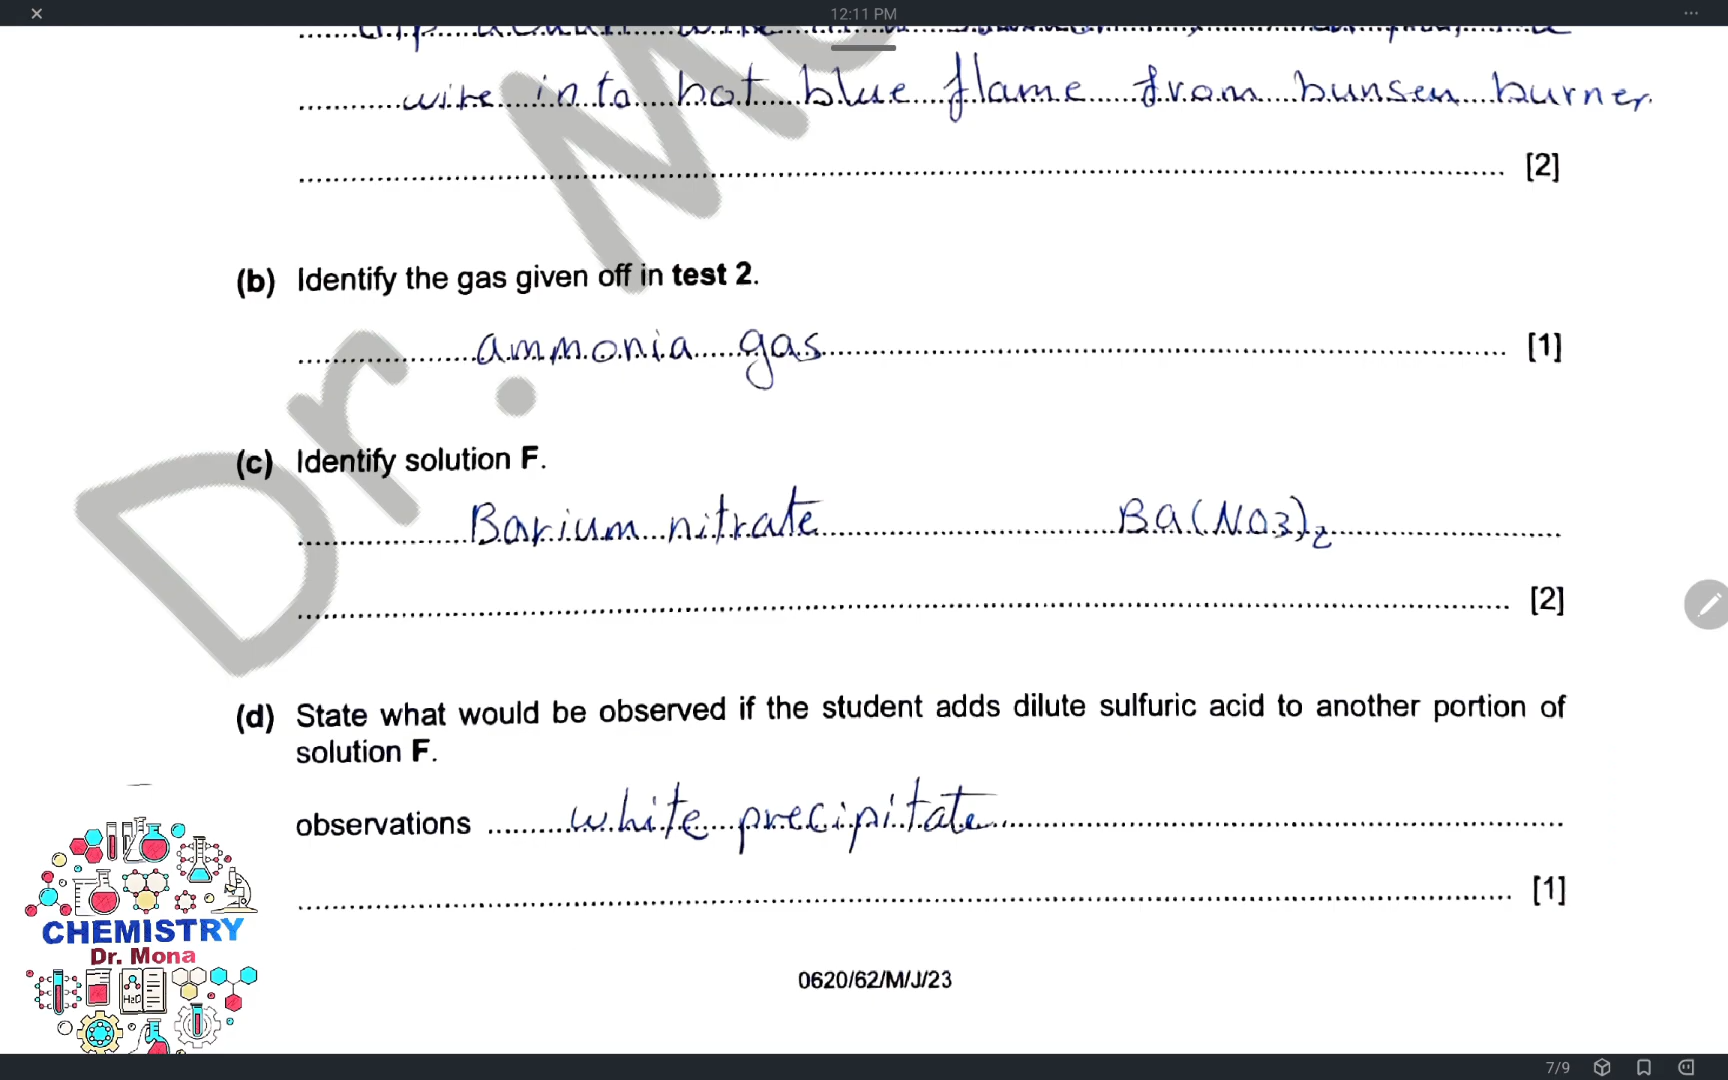 12:11 PM
wire into hot blue flame from bunsen burner.
[2]
(b) Identify the gas given off in test 2.
ammonia gas
[1]
(c) Identify solution F.
Barium nitrate Ba(NO3)2
[2]
(d) State what would be observed if the student adds dilute sulfuric acid to another portion of
solution F.
observations white precipitate
[1]
CHEMISTRY
Dr. Mona
H2O
0620/62/M/J/23
7/9
Dr. Mo